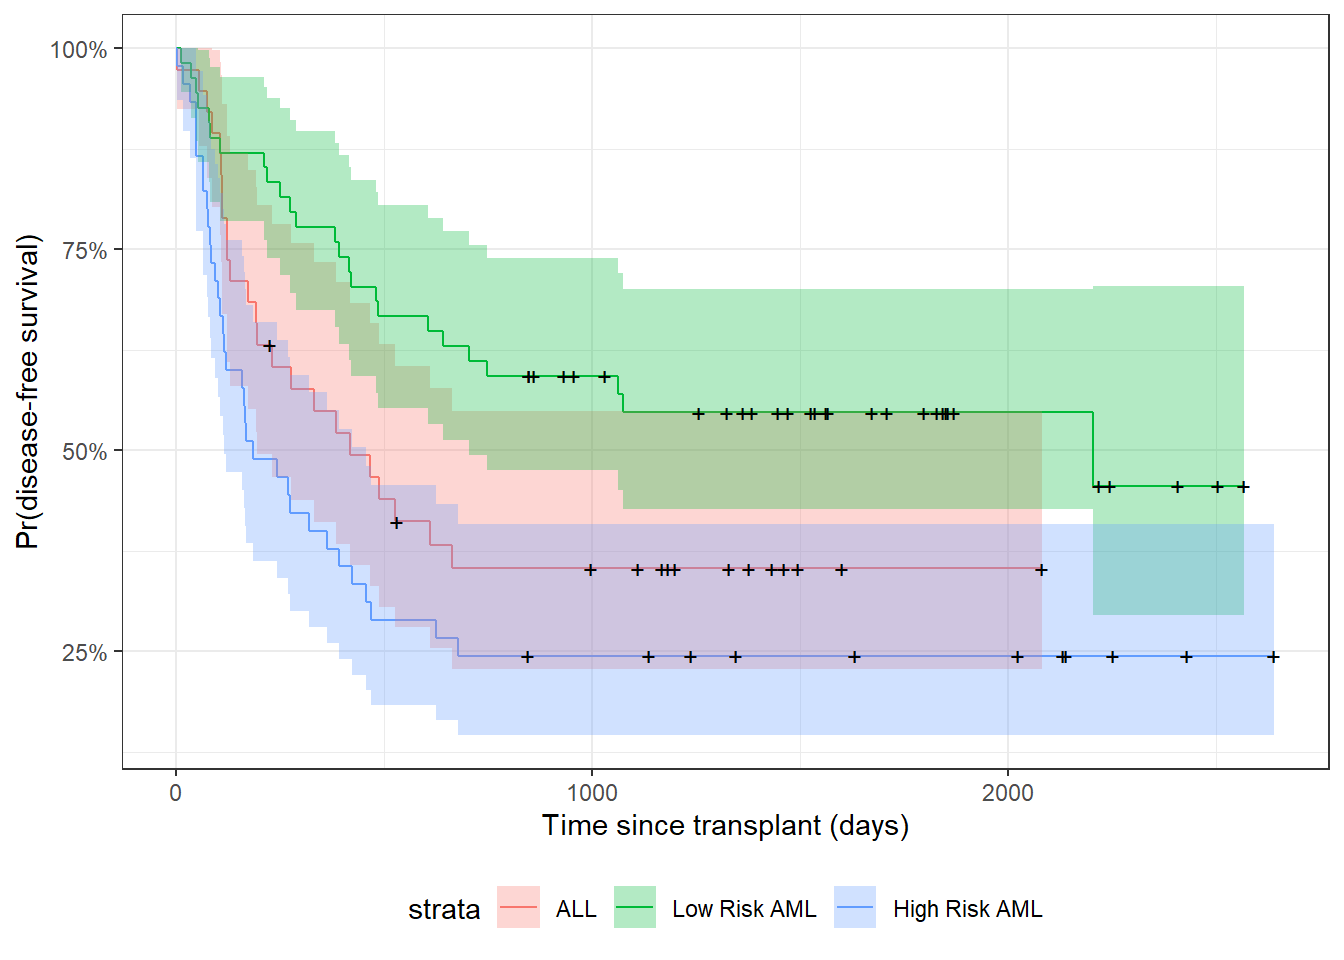 100%
75%
50%
25%
Pr(disease-free survival)
0 1000 2000
Time since transplant (days)
strata ALL Low Risk AML High Risk AML